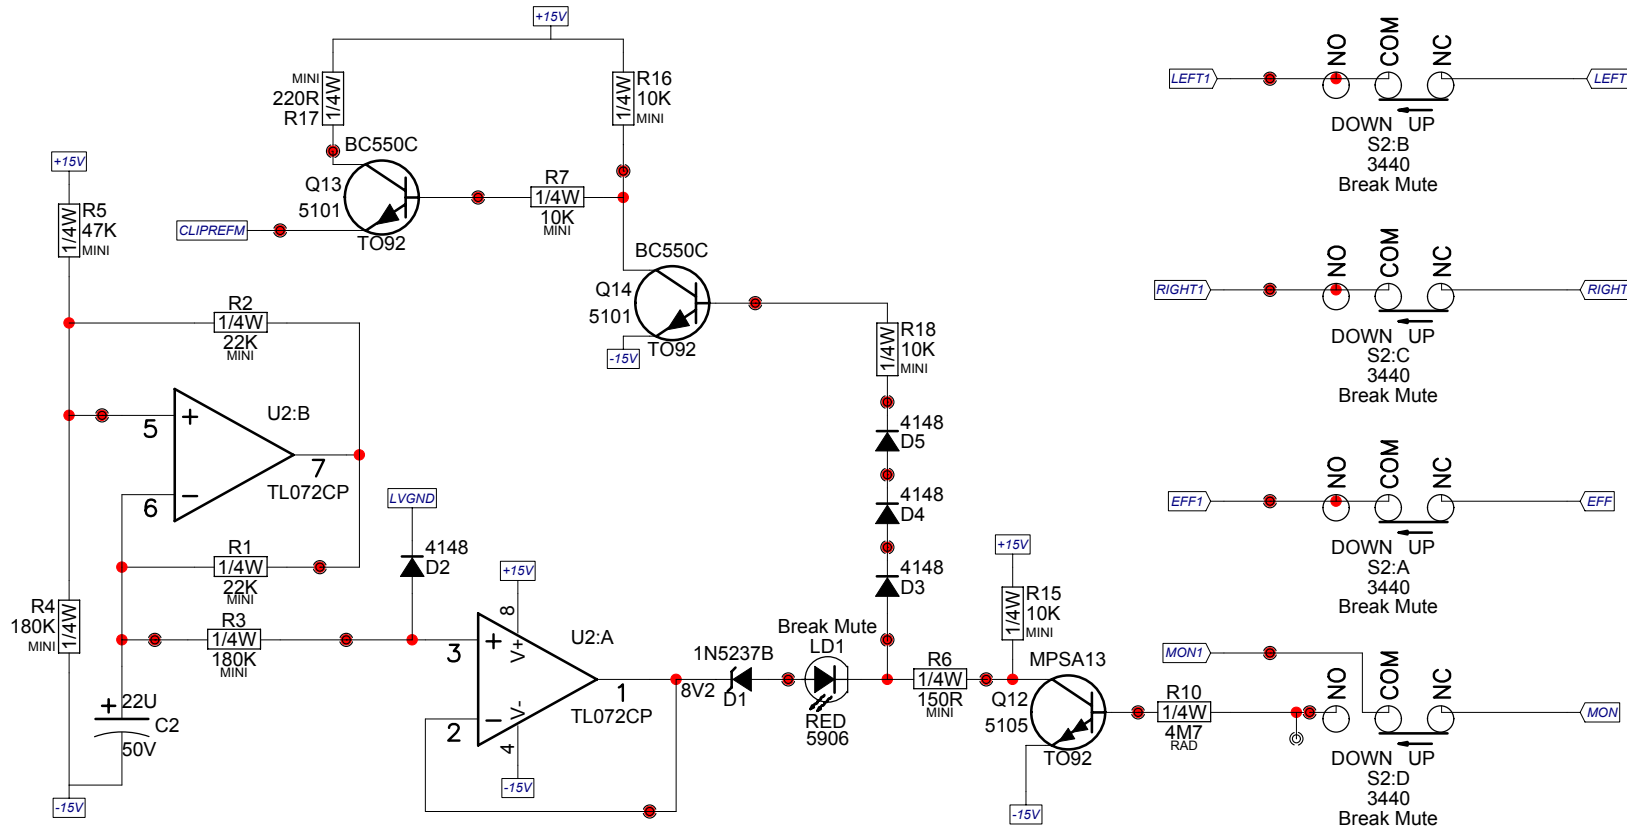 +15V
MINI
220R
R17
1/4W
R16
10K
MINI
1/4W
BC550C
Q13
5101
TO92
CLIPREFM
R7
1/4W
10K
MINI
BC550C
Q14
5101
TO92
-15V
+15V
R5
47K
MINI
1/4W
R2
1/4W
22K
MINI
U2:B
5
+
6
−
7
TL072CP
R1
1/4W
22K
MINI
R4
180K
MINI
1/4W
R3
1/4W
180K
MINI
+
22U
C2
50V
-15V
LVGND
4148
D2
+15V
8
V+
3
+
2
−
V-
4
-15V
U2:A
1
TL072CP
1N5237B
8V2
D1
Break Mute
LD1
RED
5906
R18
10K
MINI
1/4W
4148
D5
4148
D4
4148
D3
R6
1/4W
150R
MINI
+15V
R15
10K
MINI
1/4W
MPSA13
Q12
5105
TO92
-15V
R10
1/4W
4M7
RAD
LEFT1
NO
COM
NC
LEFT
DOWN UP
S2:B
3440
Break Mute
RIGHT1
NO
COM
NC
RIGHT
DOWN UP
S2:C
3440
Break Mute
EFF1
NO
COM
NC
EFF
DOWN UP
S2:A
3440
Break Mute
MON1
NO
COM
NC
MON
DOWN UP
S2:D
3440
Break Mute